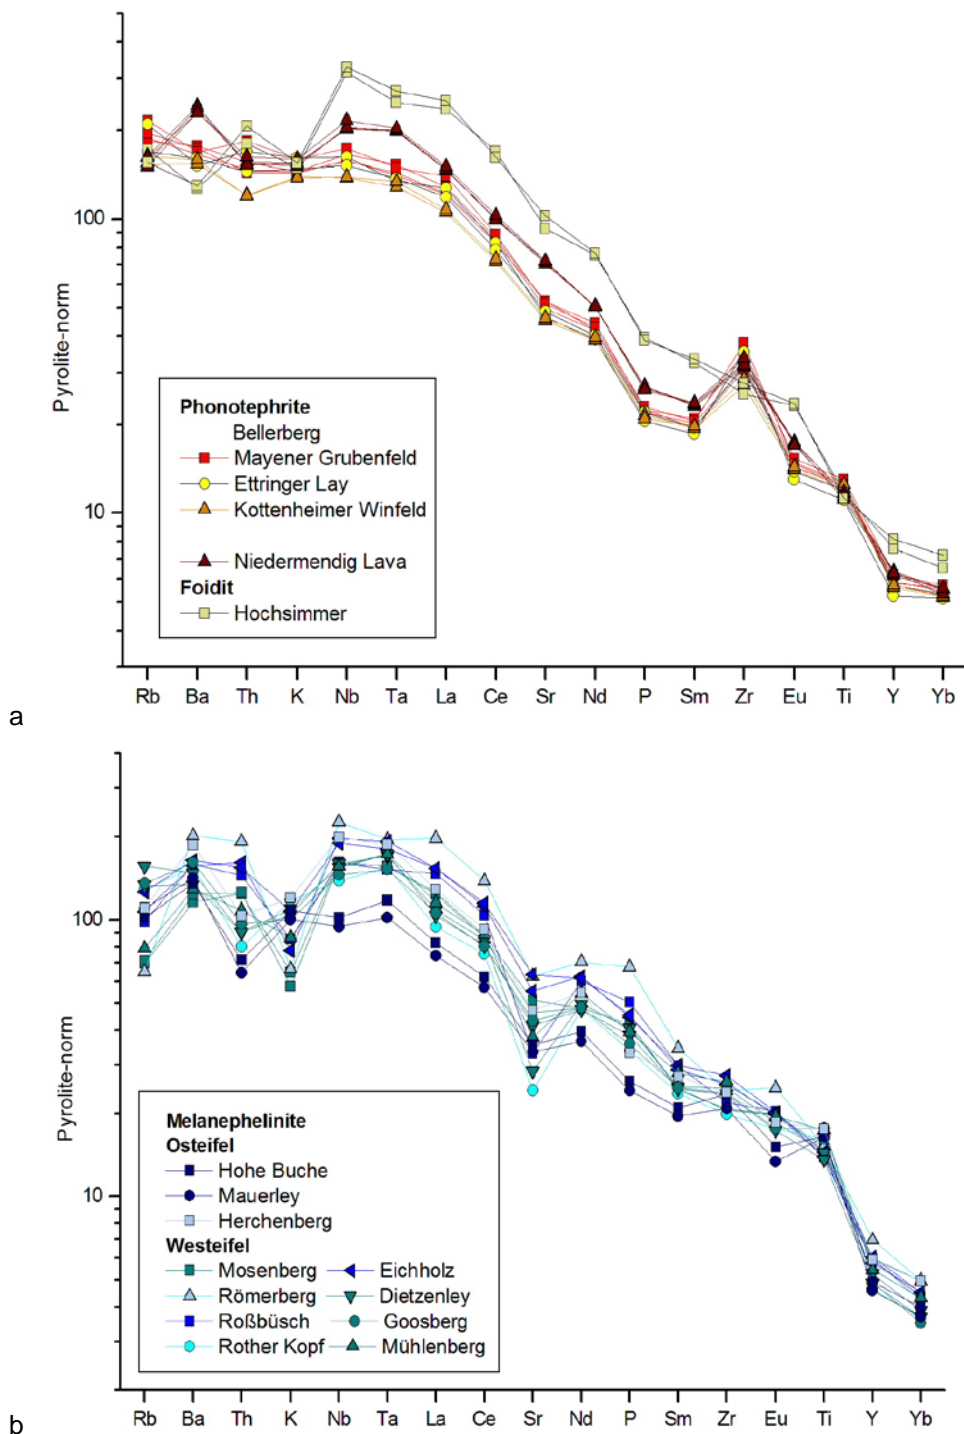 100
10
Pyrolite-norm
Phonotephrite
Bellerberg
Mayener Grubenfeld
Ettringer Lay
Kottenheimer Winfeld
Niedermendig Lava
Foidit
Hochsimmer
Rb Ba Th K Nb Ta La Ce Sr Nd P Sm Zr Eu Ti Y Yb
a
100
10
Pyrolite-norm
Melanephelinite
Osteifel
Hohe Buche
Mauerley
Herchenberg
Westeifel
Mosenberg Eichholz
Römerberg Dietzenley
Roßbüsch Goosberg
Rother Kopf Mühlenberg
Rb Ba Th K Nb Ta La Ce Sr Nd P Sm Zr Eu Ti Y Yb
b